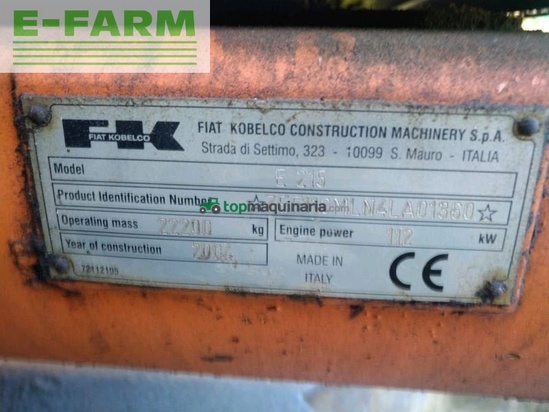 E-FARM
FK
FIAT KOBELCO
FIAT KOBELCO CONSTRUCTION MACHINERY S.p.A.
Strada di Settimo, 323 - 10099 S. Mauro - ITALIA
Model E 215
Product Identification Number
topmaquinaria.com
Operating mass 22200 kg
Engine power 112 kW
Year of construction 2004
MADE IN
ITALY
CE
72112105